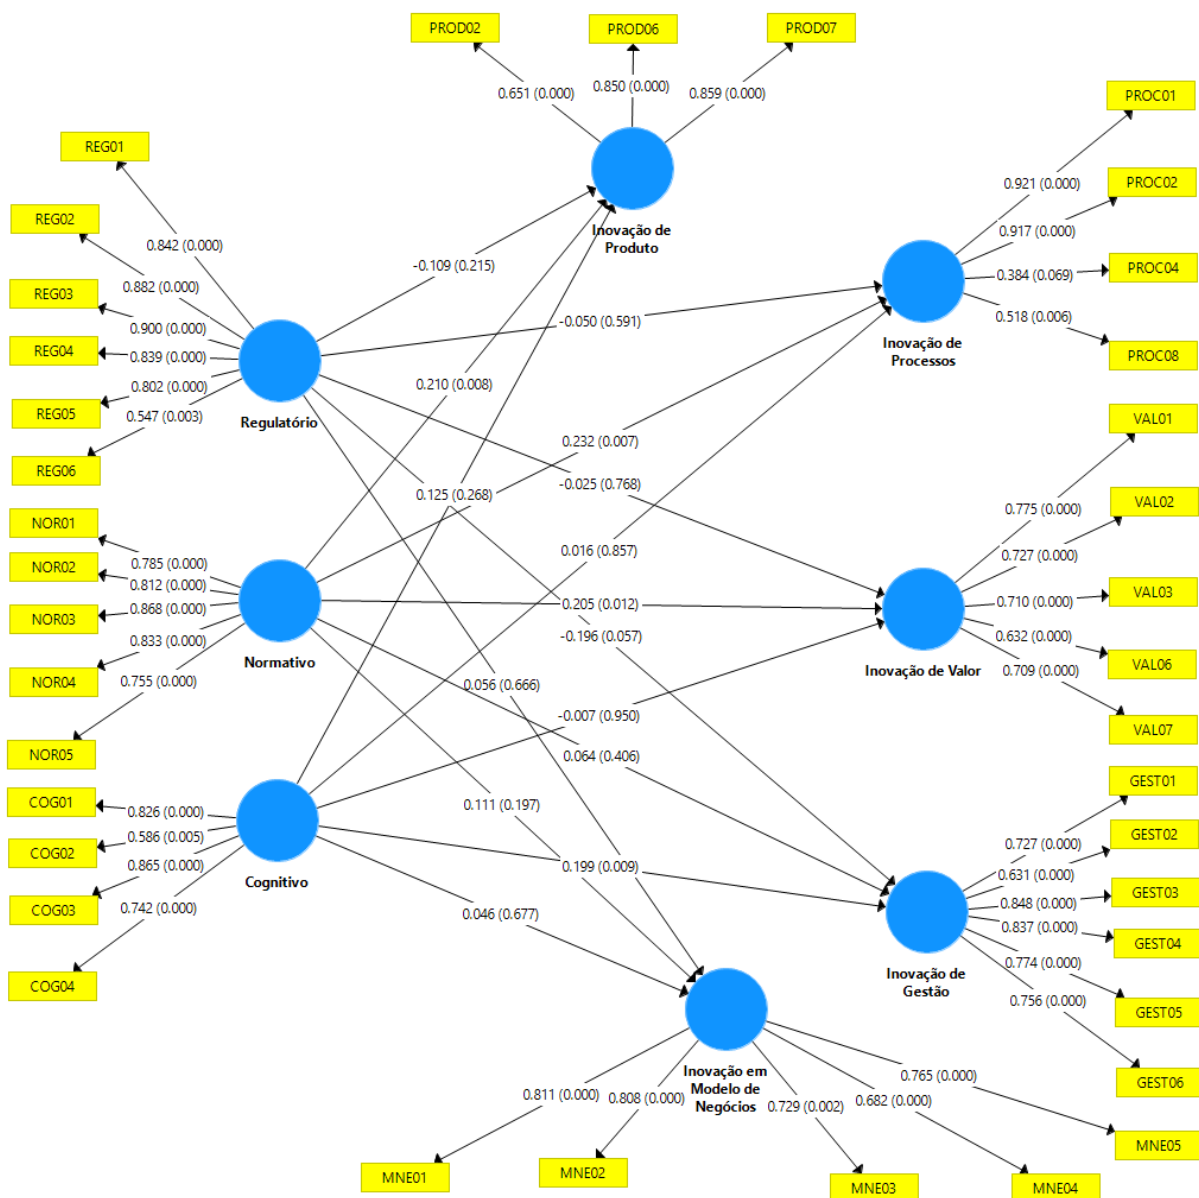 PROD02
PROD06
PROD07
0.651 (0.000)
0.850 (0.000)
0.859 (0.000)
Inovação de
Produto
PROC01
PROC02
PROC04
PROC08
0.921 (0.000)
0.917 (0.000)
0.384 (0.069)
0.518 (0.006)
Inovação de
Processos
REG01
REG02
REG03
REG04
REG05
REG06
0.842 (0.000)
0.882 (0.000)
0.900 (0.000)
0.839 (0.000)
0.802 (0.000)
0.547 (0.003)
Regulatório
-0.109 (0.215)
-0.050 (0.591)
0.210 (0.008)
0.232 (0.007)
0.125 (0.268)
-0.025 (0.768)
0.016 (0.857)
0.205 (0.012)
-0.196 (0.057)
0.056 (0.666)
-0.007 (0.950)
0.064 (0.406)
0.111 (0.197)
0.199 (0.009)
0.046 (0.677)
NOR01
NOR02
NOR03
NOR04
NOR05
0.785 (0.000)
0.812 (0.000)
0.868 (0.000)
0.833 (0.000)
0.755 (0.000)
Normativo
VAL01
VAL02
VAL03
VAL06
VAL07
0.775 (0.000)
0.727 (0.000)
0.710 (0.000)
0.632 (0.000)
0.709 (0.000)
Inovação de Valor
COG01
COG02
COG03
COG04
0.826 (0.000)
0.586 (0.005)
0.865 (0.000)
0.742 (0.000)
Cognitivo
GEST01
GEST02
GEST03
GEST04
GEST05
GEST06
0.727 (0.000)
0.631 (0.000)
0.848 (0.000)
0.837 (0.000)
0.774 (0.000)
0.756 (0.000)
Inovação de
Gestão
Inovação em
Modelo de
Negócios
0.811 (0.000)
0.808 (0.000)
0.729 (0.002)
0.682 (0.000)
0.765 (0.000)
MNE01
MNE02
MNE03
MNE04
MNE05